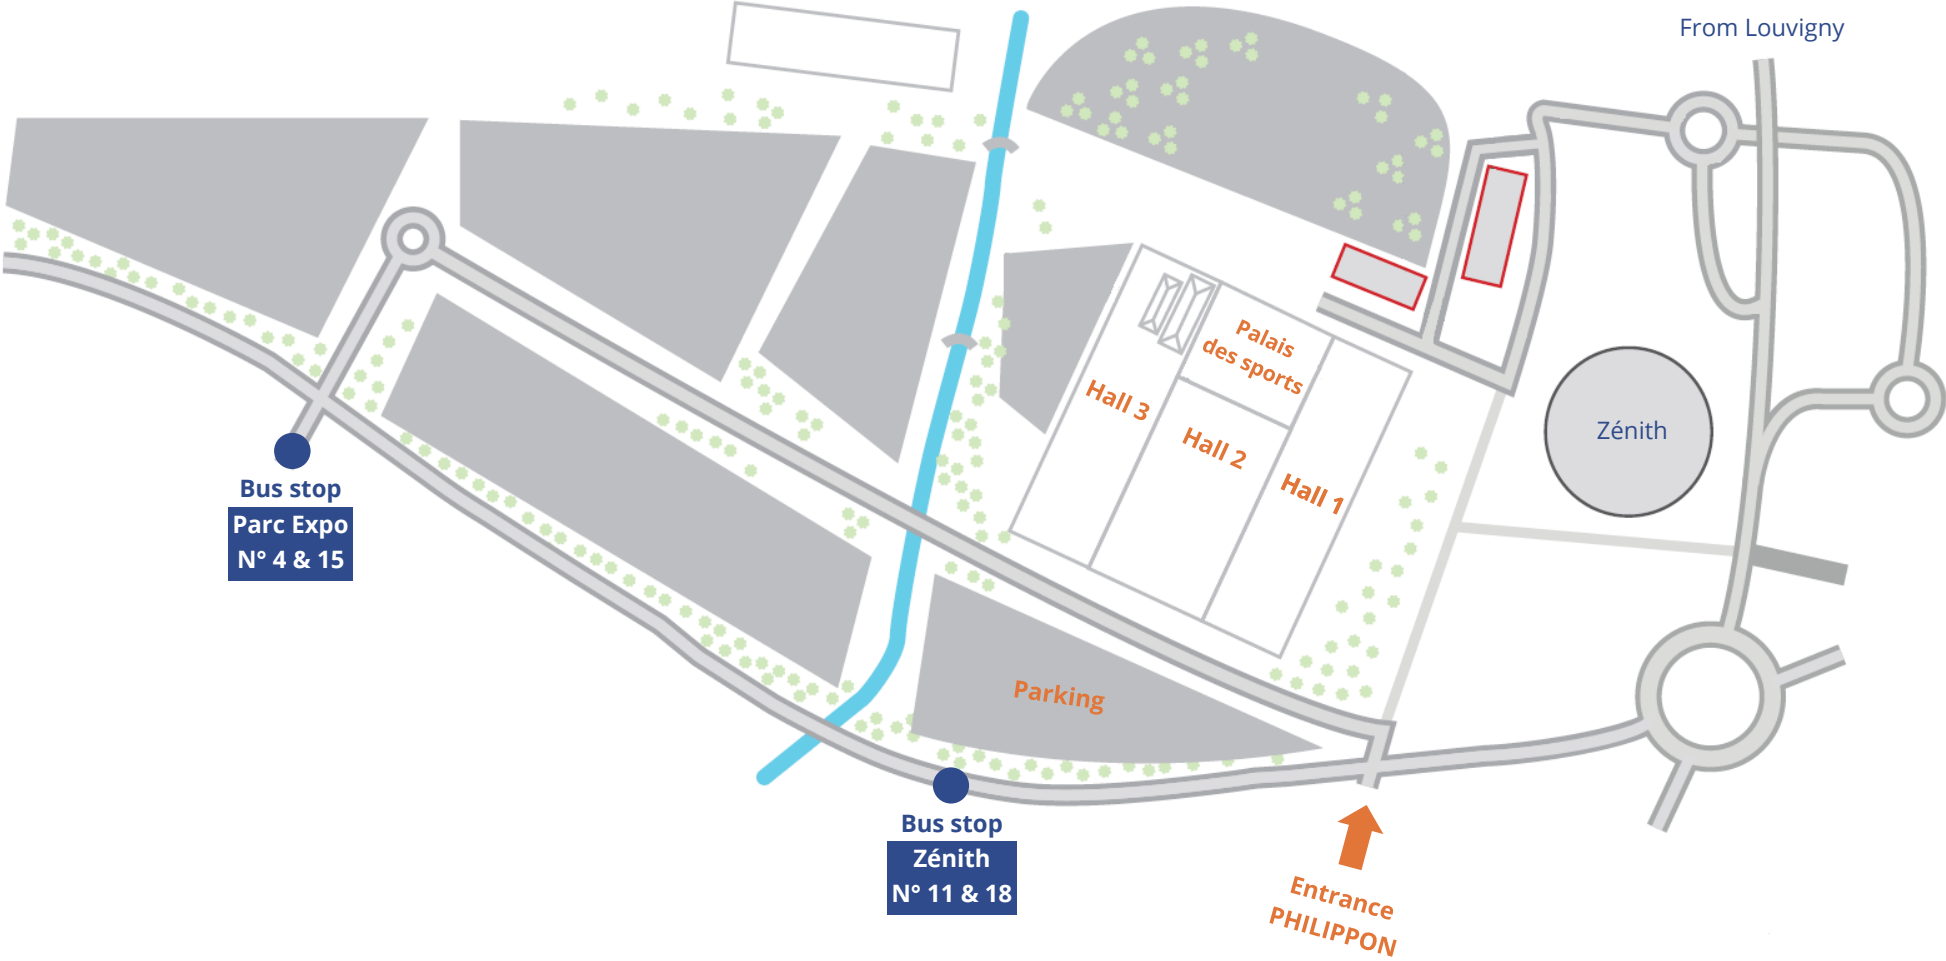 From Louvigny
Palais
des sports
Hall 3
Hall 2
Hall 1
Zénith
Bus stop
Parc Expo
N° 4 & 15
Parking
Bus stop
Zénith
N° 11 & 18
Entrance
PHILIPPON